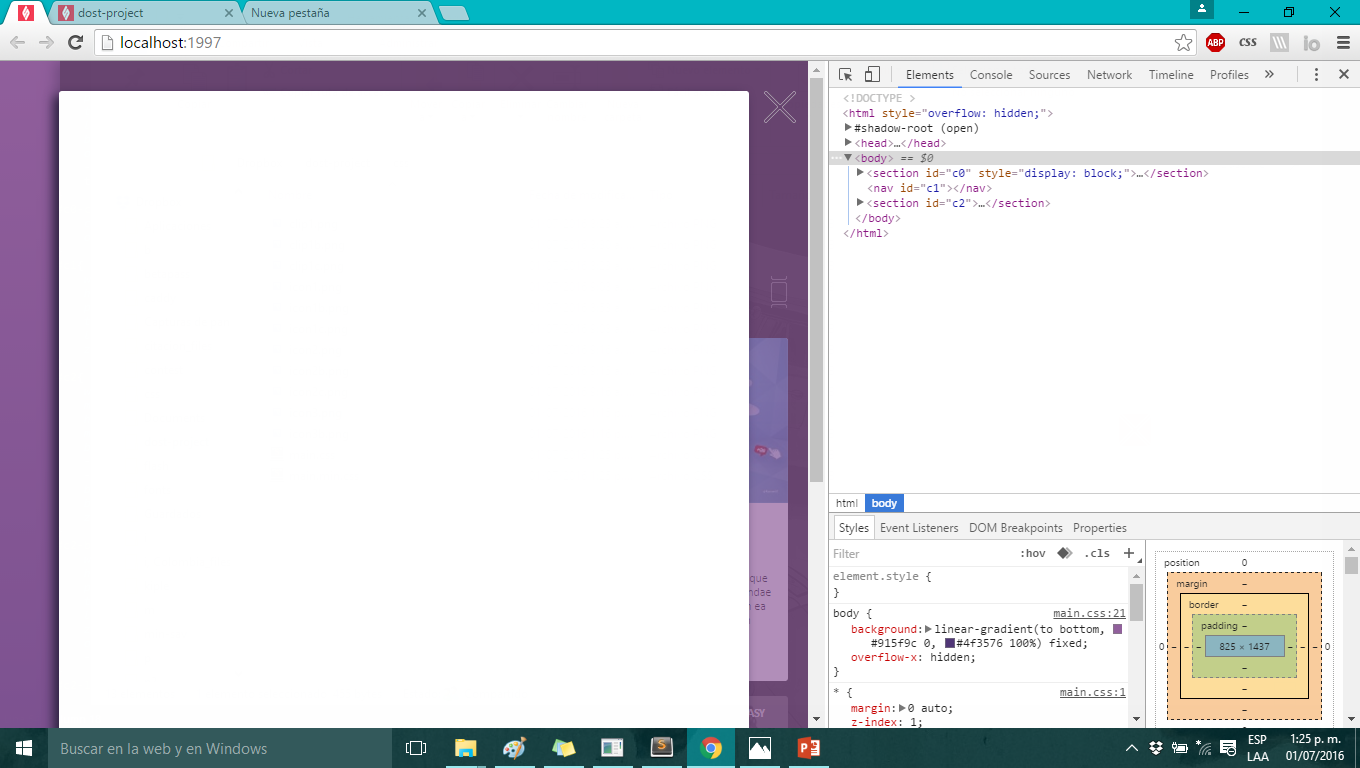 dost-project
Nueva pestaña
localhost:1997
ABP
css
io
Elements Console Sources Network Timeline Profiles »
<!DOCTYPE >
<html style="overflow: hidden;">
#shadow-root (open)
<head>…</head>
<body> == $0
<section id="c0" style="display: block;">…</section>
<nav id="c1"></nav>
<section id="c2">…</section>
</body>
</html>
que
ndae
ea
ASY
html body
Styles Event Listeners DOM Breakpoints Properties
Filter :hov .cls +
element.style {
}
body { main.css:21
background: linear-gradient(to bottom,
#915f9c 0, #4f3576 100%) fixed;
overflow-x: hidden;
}
* { main.css:1
margin: 0 auto;
z-index: 1;
position 0
margin –
border –
padding –
0 – – – 825 × 1437 – – – 0
–
–
–
Buscar en la web y en Windows
ESP
LAA
1:25 p. m.
01/07/2016